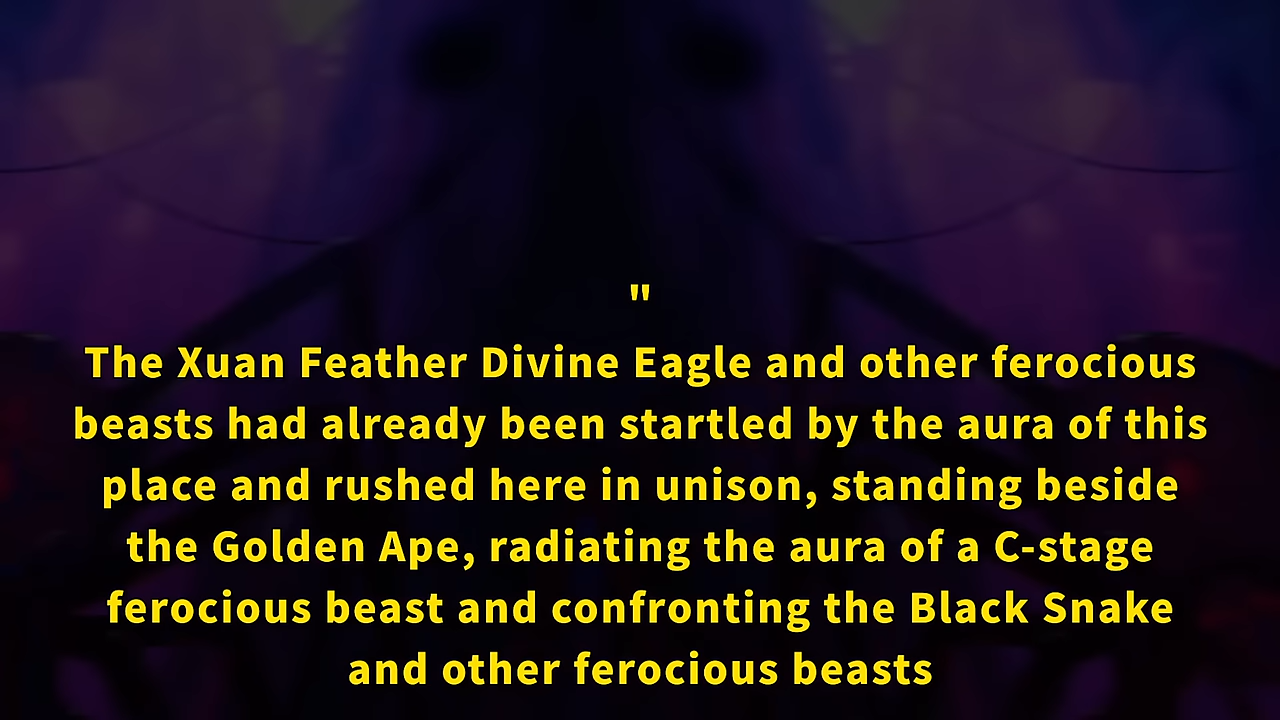 "
The Xuan Feather Divine Eagle and other ferocious
beasts had already been startled by the aura of this
place and rushed here in unison, standing beside
the Golden Ape, radiating the aura of a C-stage
ferocious beast and confronting the Black Snake
and other ferocious beasts